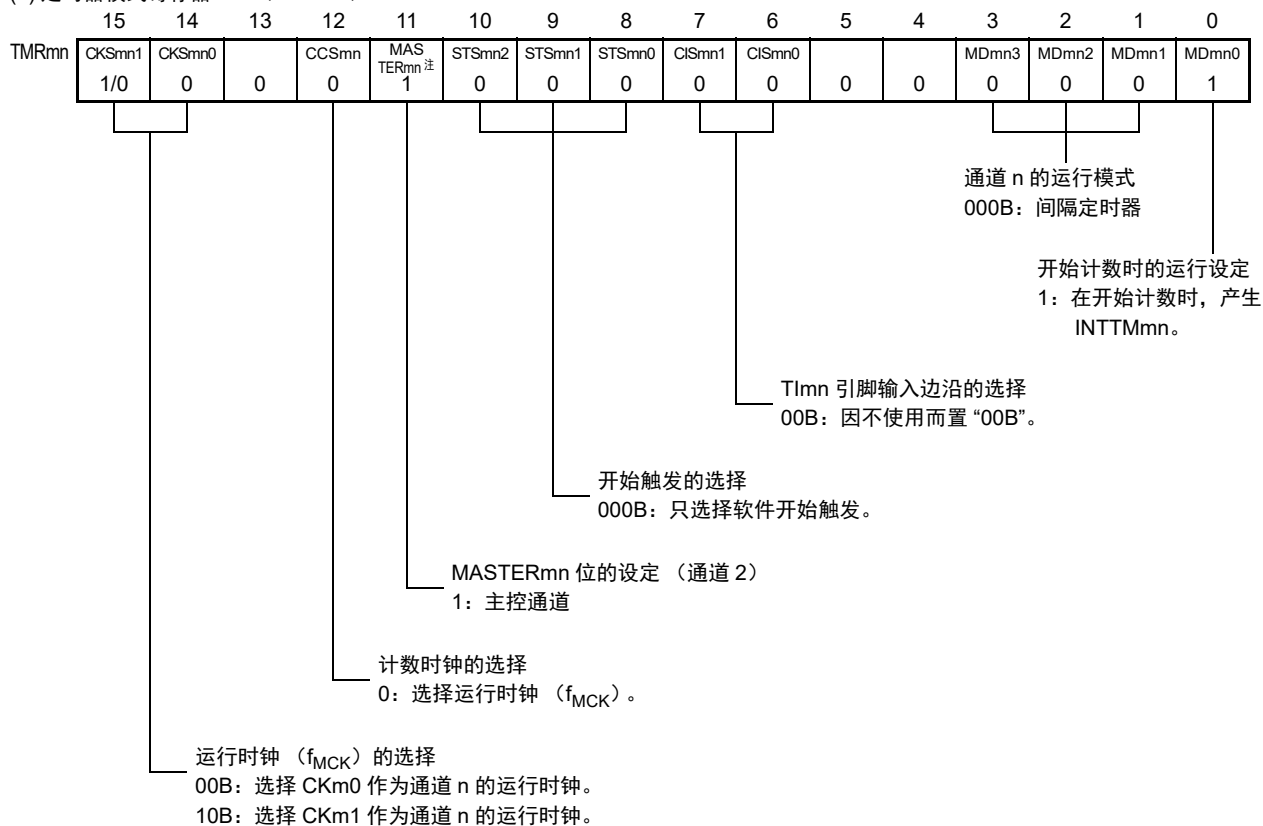 15 14 13 12 11 10 9 8 7 6 5 4 3 2 1 0
TMRmn CKSmn1 CKSmn0 CCSmn MAS TERmn 注 STSmn2 STSmn1 STSmn0 CISmn1 CISmn0 MDmn3 MDmn2 MDmn1 MDmn0
1/0 0 0 0 1 0 0 0 0 0 0 0 0 0 0 1
通道 n 的运行模式
000B：间隔定时器
开始计数时的运行设定
1：在开始计数时，产生
INTTMmn。
TImn 引脚输入边沿的选择
00B：因不使用而置 “00B”。
开始触发的选择
000B：只选择软件开始触发。
MASTERmn 位的设定 （通道 2）
1：主控通道
计数时钟的选择
0：选择运行时钟 （fMCK）。
运行时钟 （fMCK）的选择
00B：选择 CKm0 作为通道 n 的运行时钟。
10B：选择 CKm1 作为通道 n 的运行时钟。